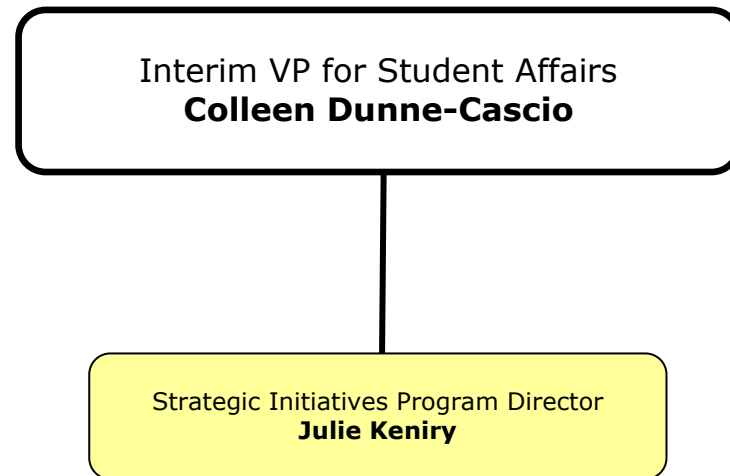 Interim VP for Student Affairs
Colleen Dunne-Cascio
Strategic Initiatives Program Director
Julie Keniry